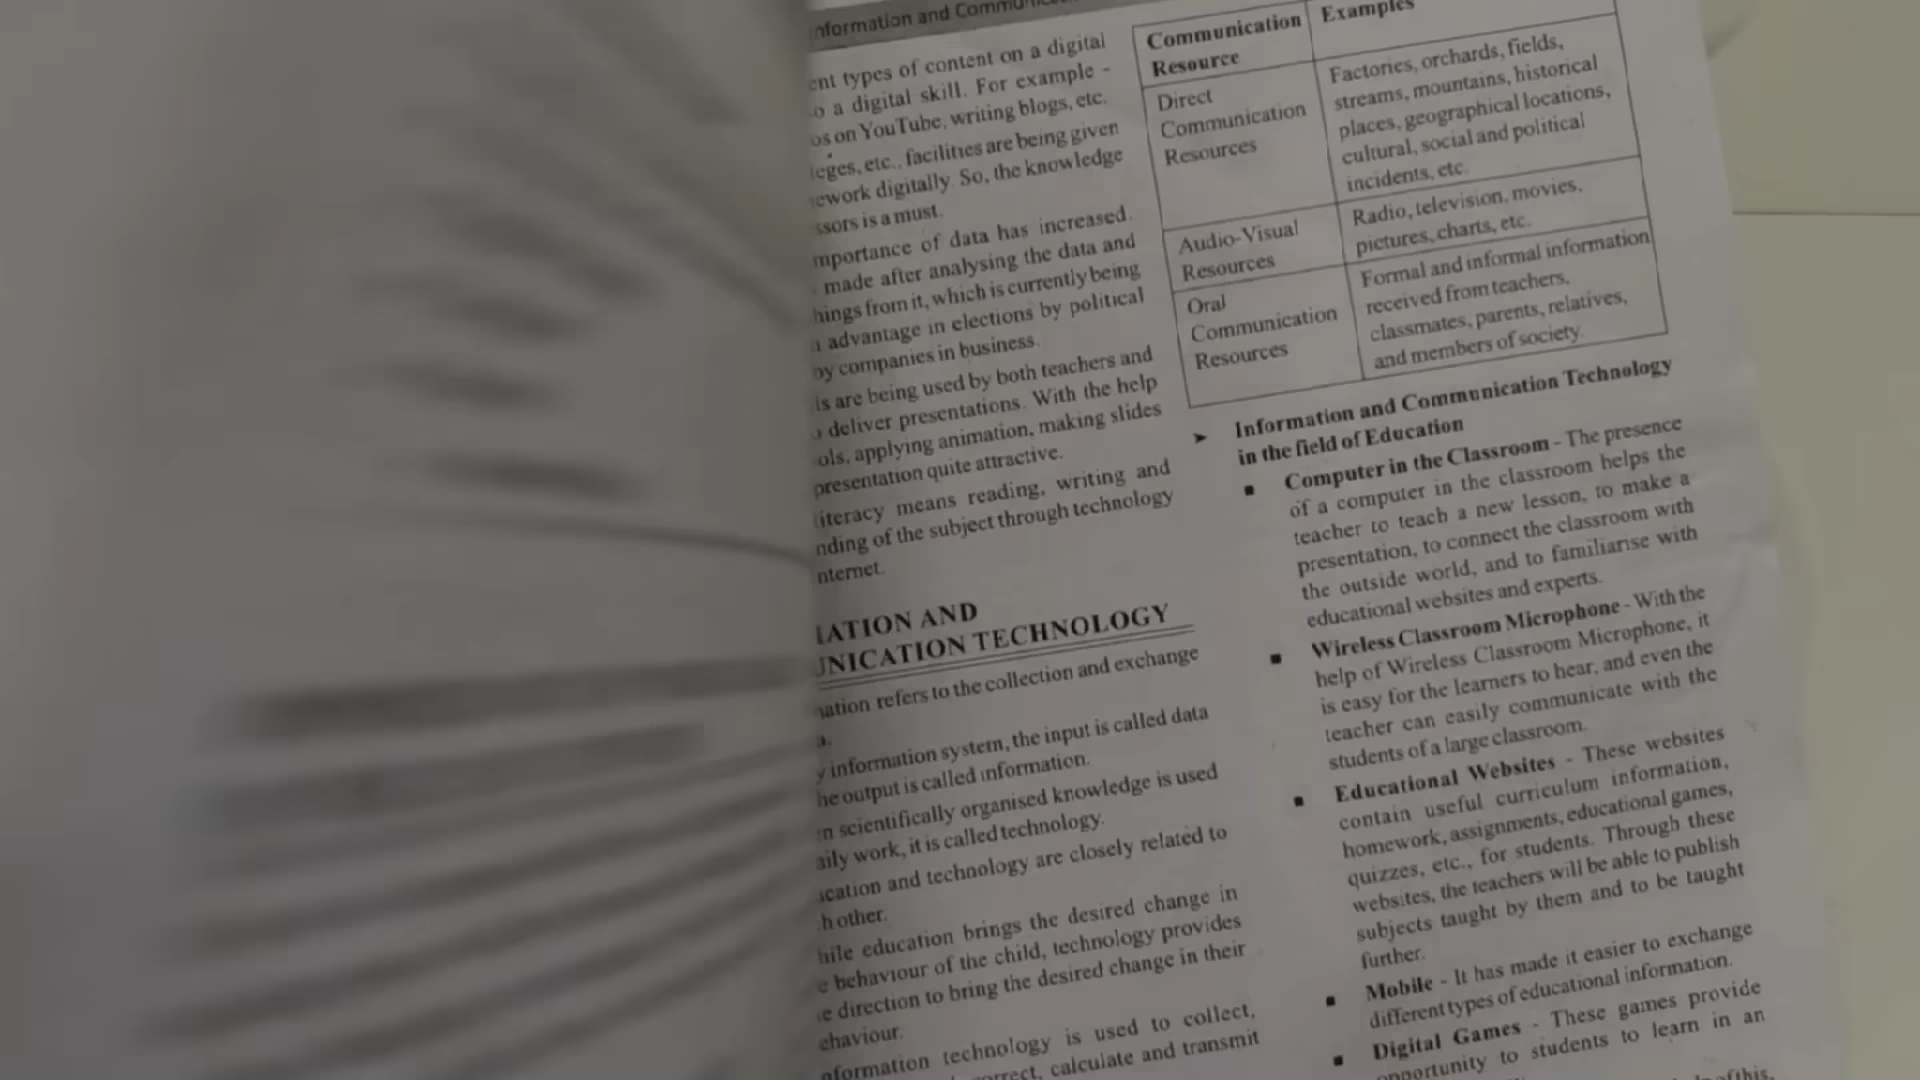 nformation and Commu
ent types of content on a digital
o a digital skill. For example -
os on YouTube, writing blogs, etc.
leges, etc., facilities are being given
ework digitally. So, the knowledge
ssors is a must.
mportance of data has increased.
made after analysing the data and
hings from it, which is currently being
a advantage in elections by political
by companies in business.
ls are being used by both teachers and
o deliver presentations. With the help
ols, applying animation, making slides
presentation quite attractive.
literacy means reading, writing and
nding of the subject through technology
nternet.
IATION AND
UNICATION TECHNOLOGY
nation refers to the collection and exchange
a.
y information system, the input is called data
he output is called information.
en scientifically organised knowledge is used
aily work, it is called technology.
ication and technology are closely related to
h other.
hile education brings the desired change in
e behaviour of the child, technology provides
e direction to bring the desired change in their
ehaviour.
nformation technology is used to collect,
orrect, calculate and transmit
Communication Examples
Resource
Direct
Communication
Resources
Factories, orchards, fields,
streams, mountains, historical
places, geographical locations,
cultural, social and political
incidents, etc.
Audio-Visual
Resources
Radio, television, movies,
pictures, charts, etc.
Oral
Communication
Resources
Formal and informal information
received from teachers,
classmates, parents, relatives,
and members of society.
➤ Information and Communication Technology
in the field of Education
▪ Computer in the Classroom - The presence
of a computer in the classroom helps the
teacher to teach a new lesson, to make a
presentation, to connect the classroom with
the outside world, and to familiarise with
educational websites and experts.
▪ Wireless Classroom Microphone - With the
help of Wireless Classroom Microphone, it
is easy for the learners to hear, and even the
teacher can easily communicate with the
students of a large classroom.
▪ Educational Websites - These websites
contain useful curriculum information,
homework, assignments, educational games,
quizzes, etc., for students. Through these
websites, the teachers will be able to publish
subjects taught by them and to be taught
further.
▪ Mobile - It has made it easier to exchange
different types of educational information.
▪ Digital Games - These games provide
opportunity to students to learn in an
of this,